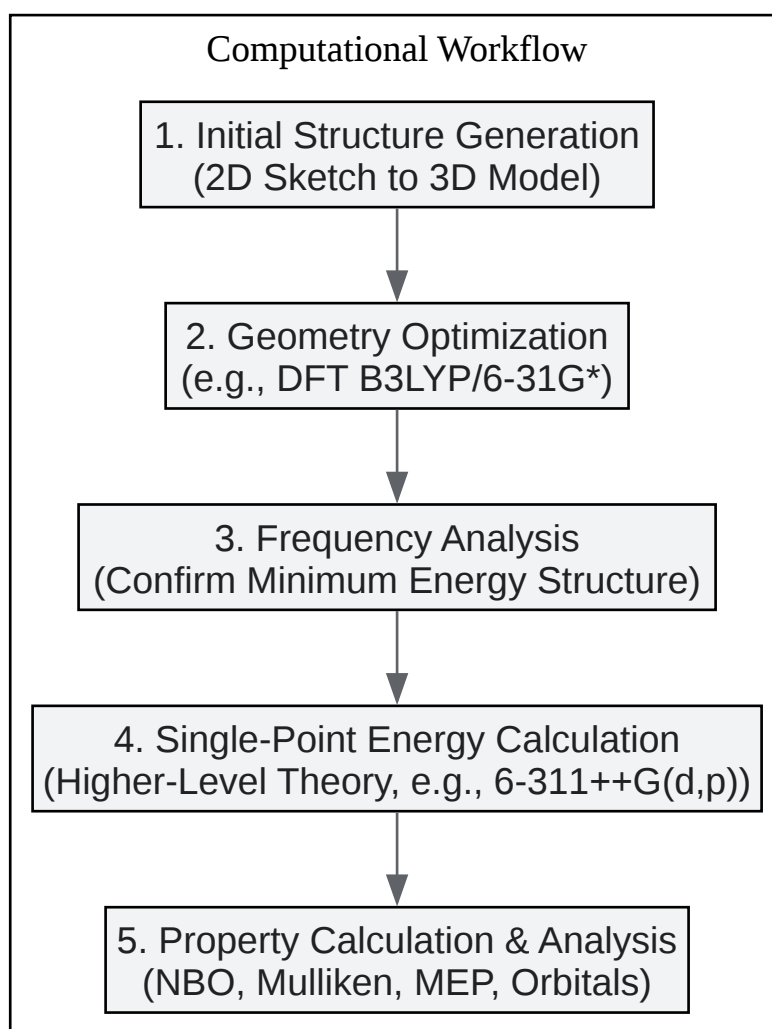 Computational Workflow
1. Initial Structure Generation
(2D Sketch to 3D Model)
2. Geometry Optimization
(e.g., DFT B3LYP/6-31G*)
3. Frequency Analysis
(Confirm Minimum Energy Structure)
4. Single-Point Energy Calculation
(Higher-Level Theory, e.g., 6-311++G(d,p))
5. Property Calculation & Analysis
(NBO, Mulliken, MEP, Orbitals)